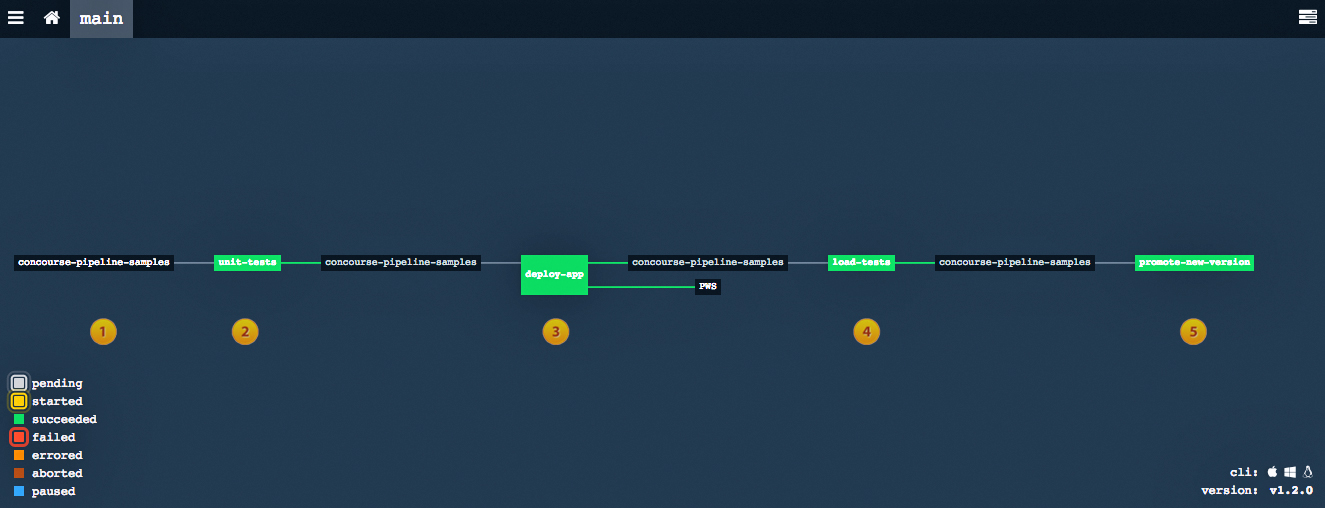 main
concourse-pipeline-samples unit-tests concourse-pipeline-samples deploy-app concourse-pipeline-samples load-tests concourse-pipeline-samples promote-new-version
PWS
1 2 3 4 5
pending
started
succeeded
failed
errored
aborted
paused
cli:
version: v1.2.0